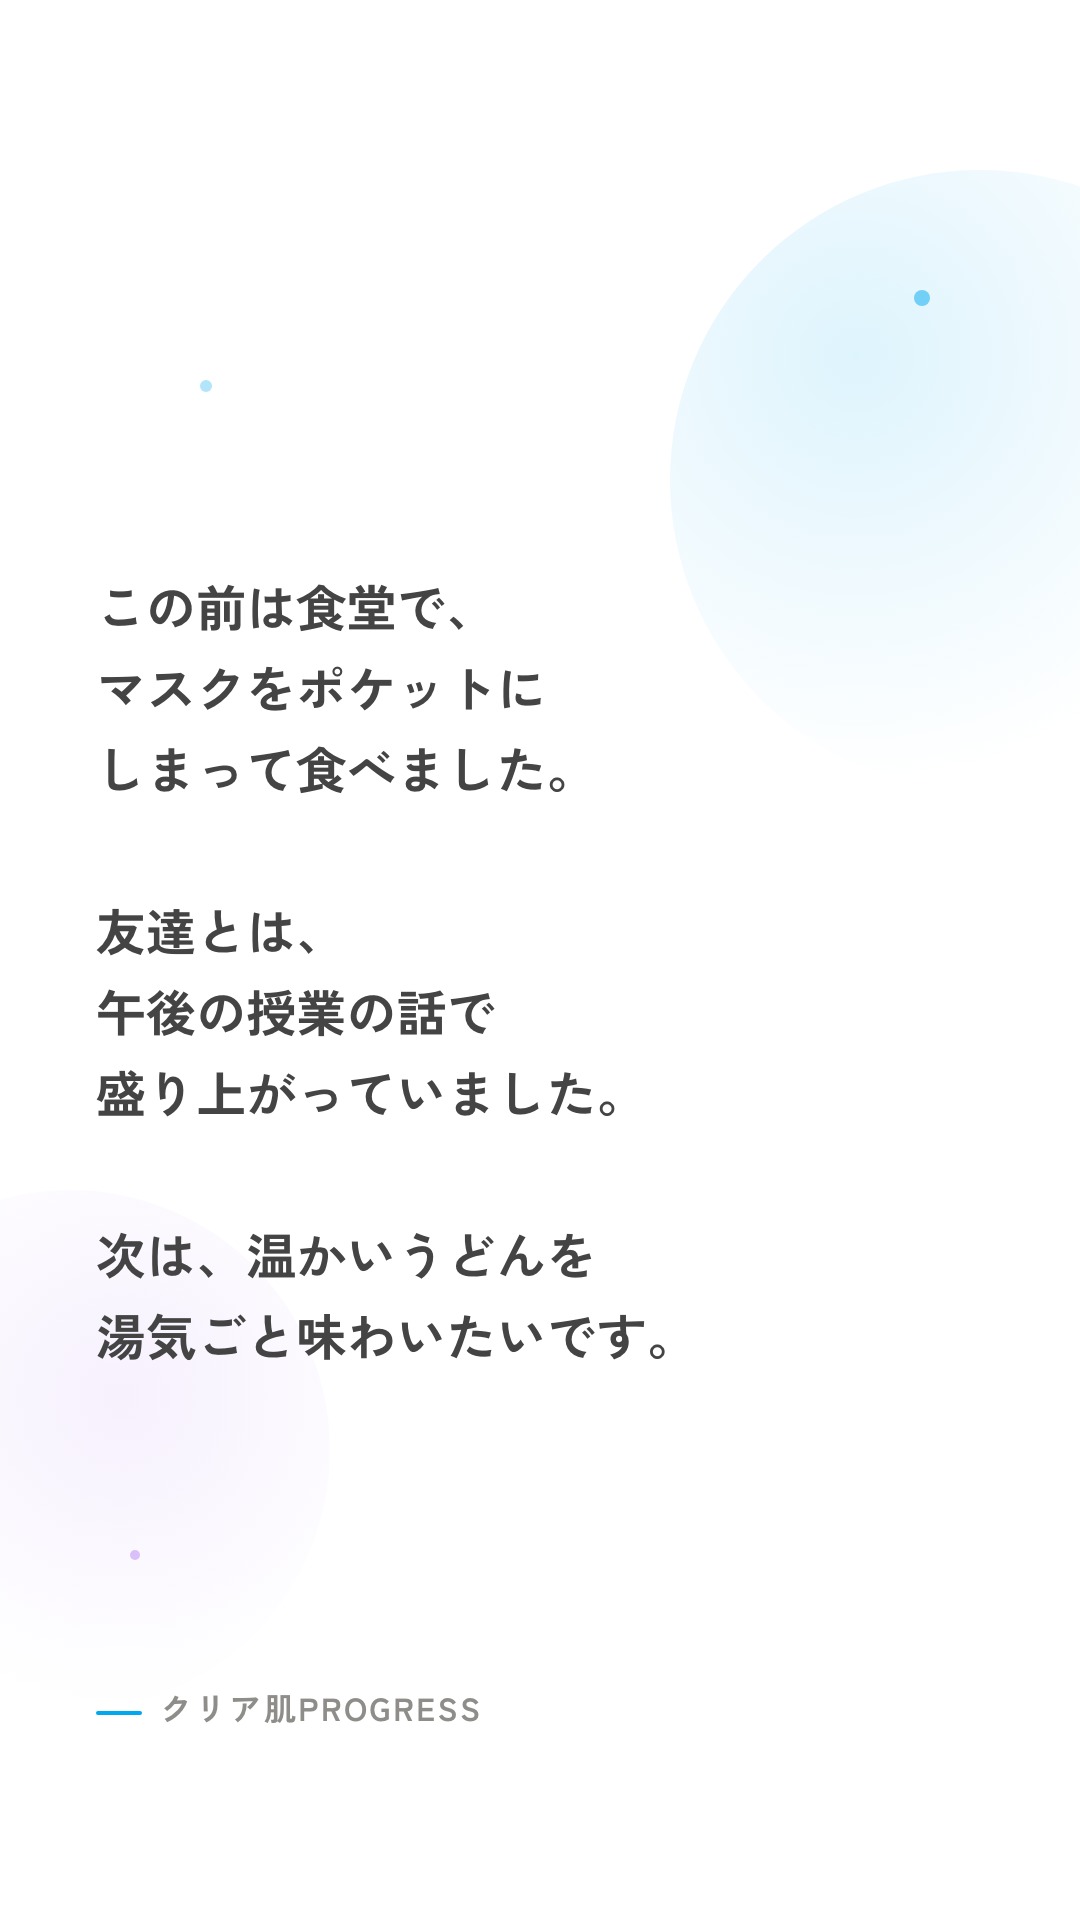 この前は食堂で、
マスクをポケットに
しまって食べました。
友達とは、
午後の授業の話で
盛り上がっていました。
次は、温かいうどんを
湯気ごと味わいたいです。
クリア肌PROGRESS